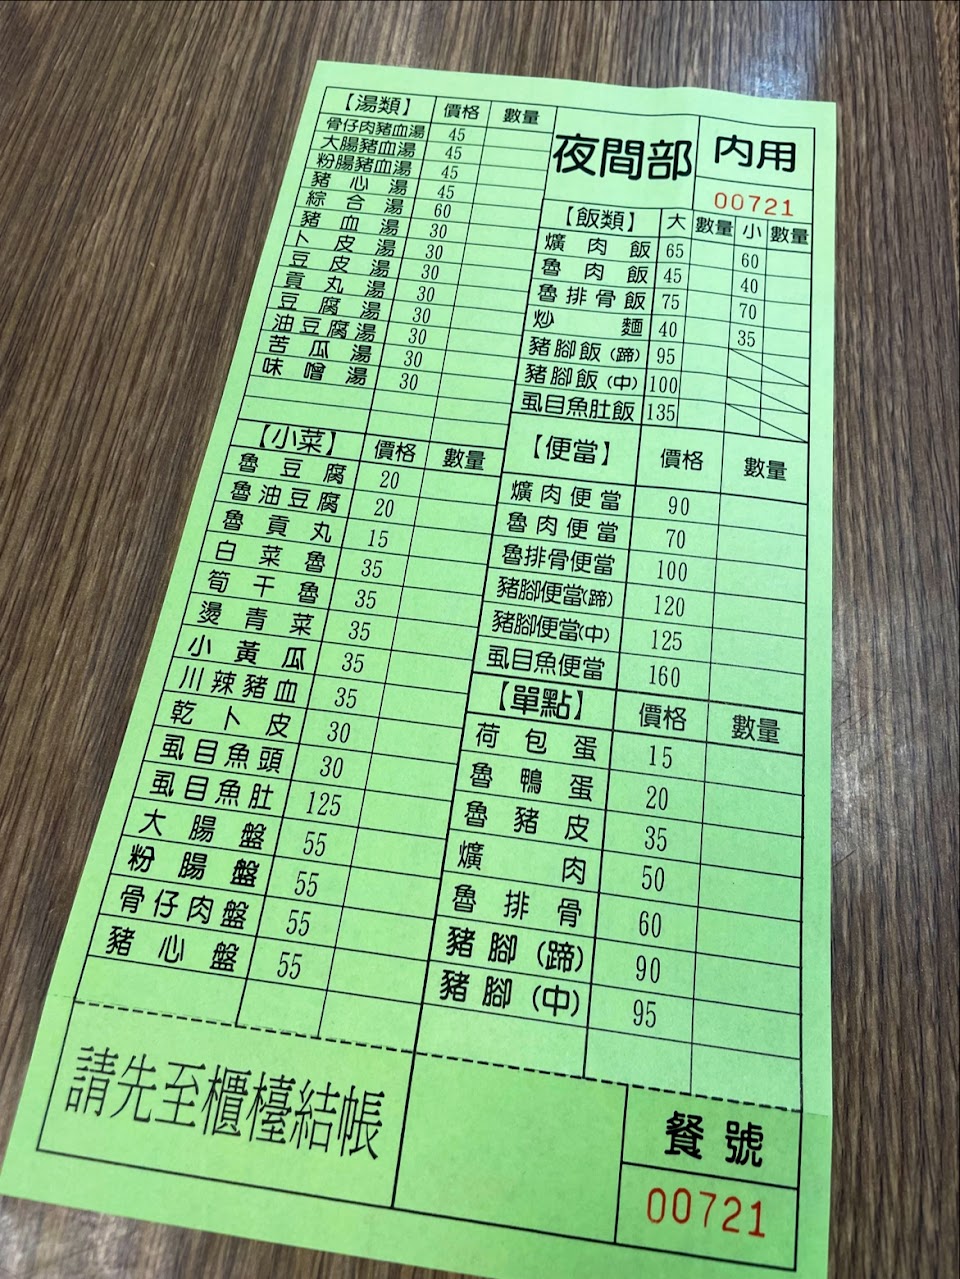 【湯類】 價格 數量
骨仔肉豬血湯 45
大腸豬血湯 45
粉腸豬血湯 45
豬心湯 45
綜合湯 60
豬血湯 30
卜皮湯 30
豆皮湯 30
貢丸湯 30
豆腐湯 30
油豆腐湯 30
苦瓜湯 30
味噌湯 30
【小菜】 價格 數量
魯豆腐 20
魯油豆腐 20
魯貢丸 15
白菜魯 35
筍干魯 35
燙青菜 35
小黃瓜 35
川辣豬血 35
乾卜皮 30
虱目魚頭 30
虱目魚肚 125
大腸盤 55
粉腸盤 55
骨仔肉盤 55
豬心盤 55
夜間部 內用
00721
【飯類】 大 數量 小 數量
爌肉飯 65 60
魯肉飯 45 40
魯排骨飯 75 70
炒麵 40 35
豬腳飯(蹄) 95
豬腳飯(中) 100
虱目魚肚飯 135
【便當】 價格 數量
爌肉便當 90
魯肉便當 70
魯排骨便當 100
豬腳便當(蹄) 120
豬腳便當(中) 125
虱目魚便當 160
【單點】 價格 數量
荷包蛋 15
魯鴨蛋 20
魯豬皮 35
爌肉 50
魯排骨 60
豬腳(蹄) 90
豬腳(中) 95
請先至櫃檯結帳
餐號
00721